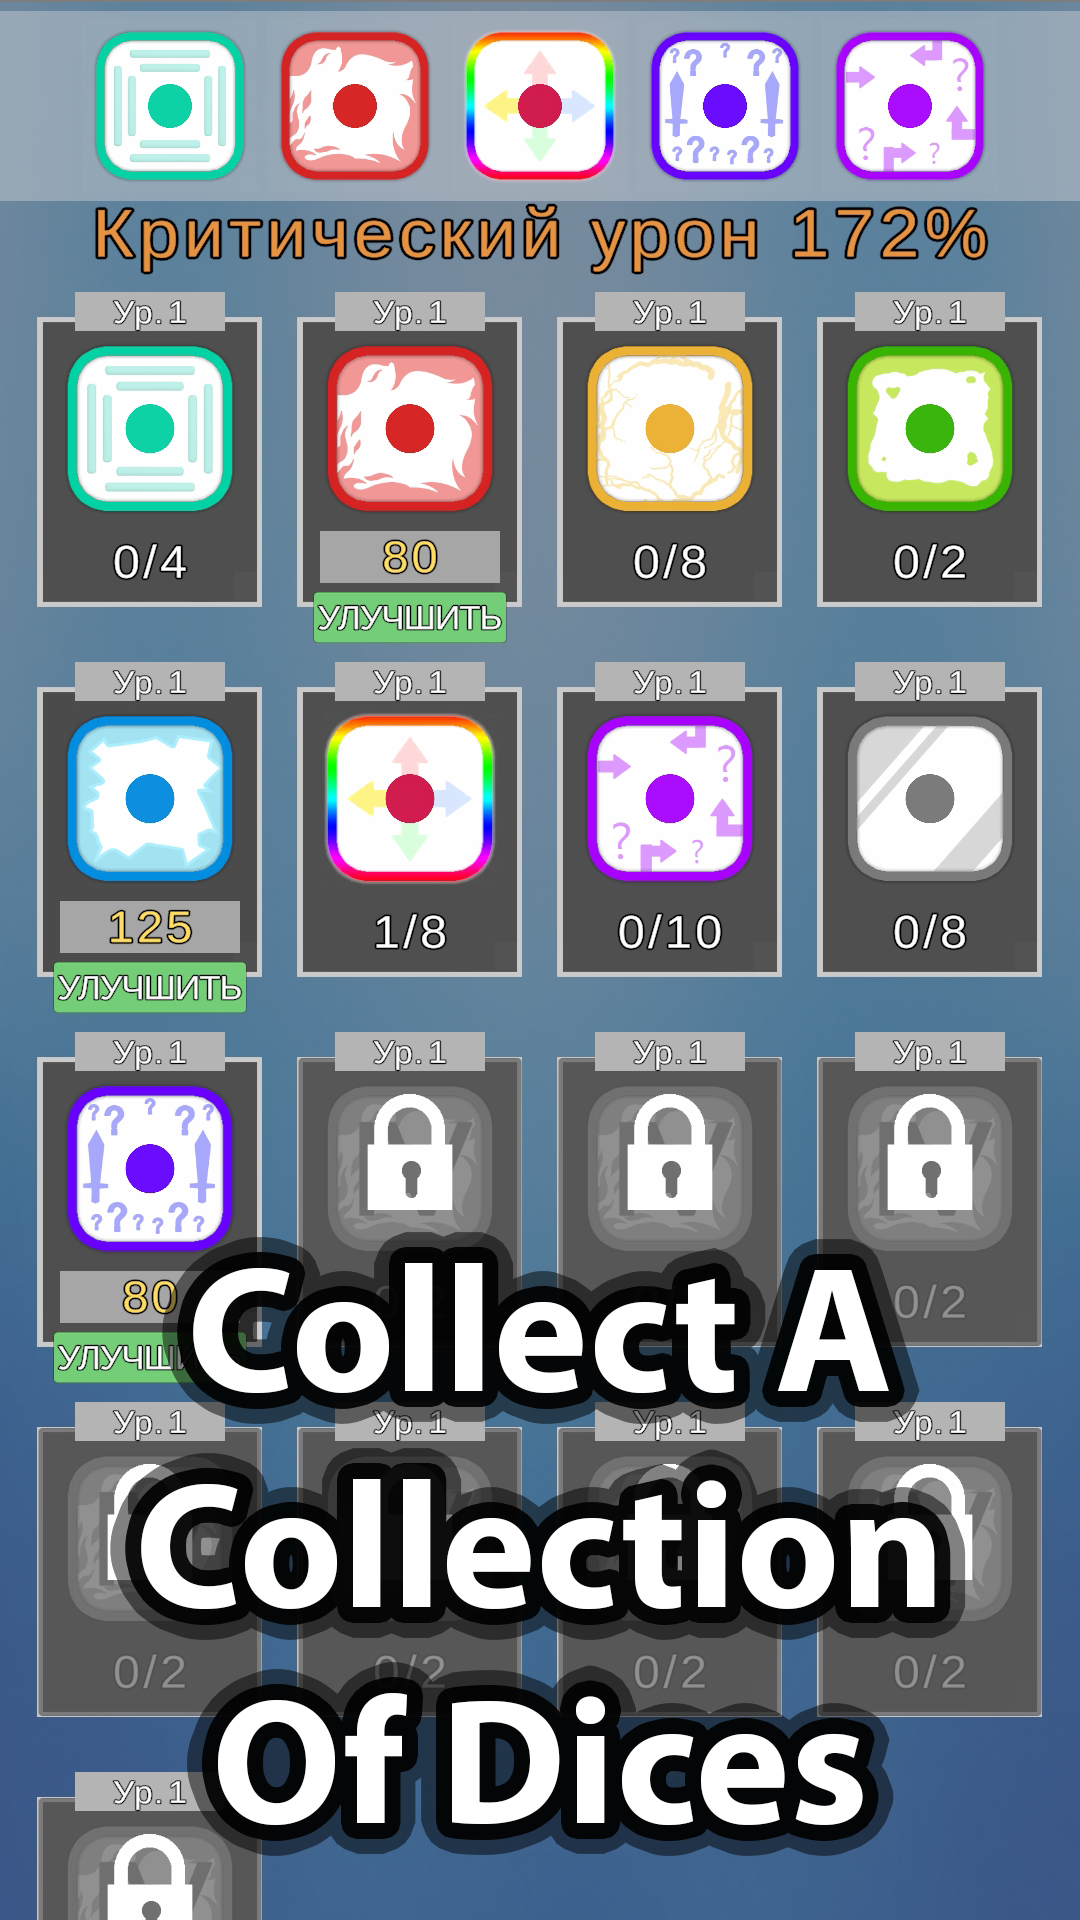 Критический урон 172%
Ур. 1 Ур. 1 Ур. 1 Ур. 1
0/4 80 0/8 0/2
УЛУЧШИТЬ
Ур. 1 Ур. 1 Ур. 1 Ур. 1
125 1/8 0/10 0/8
УЛУЧШИТЬ
Ур. 1 Ур. 1 Ур. 1 Ур. 1
80 0/2
Collect A
Ур. 1 Ур. 1 Ур. 1 Ур. 1
Collection
0/2 0/2 0/2 0/2
Of Dices
Ур. 1